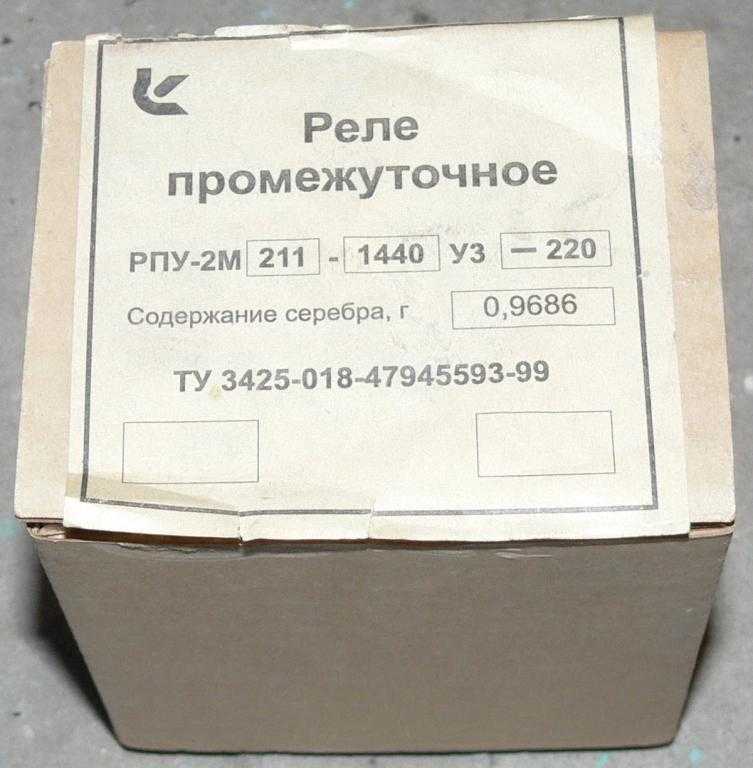 Реле
промежуточное
РПУ-2М 211 - 1440 У3 — 220
Содержание серебра, г 0,9686
ТУ 3425-018-47945593-99